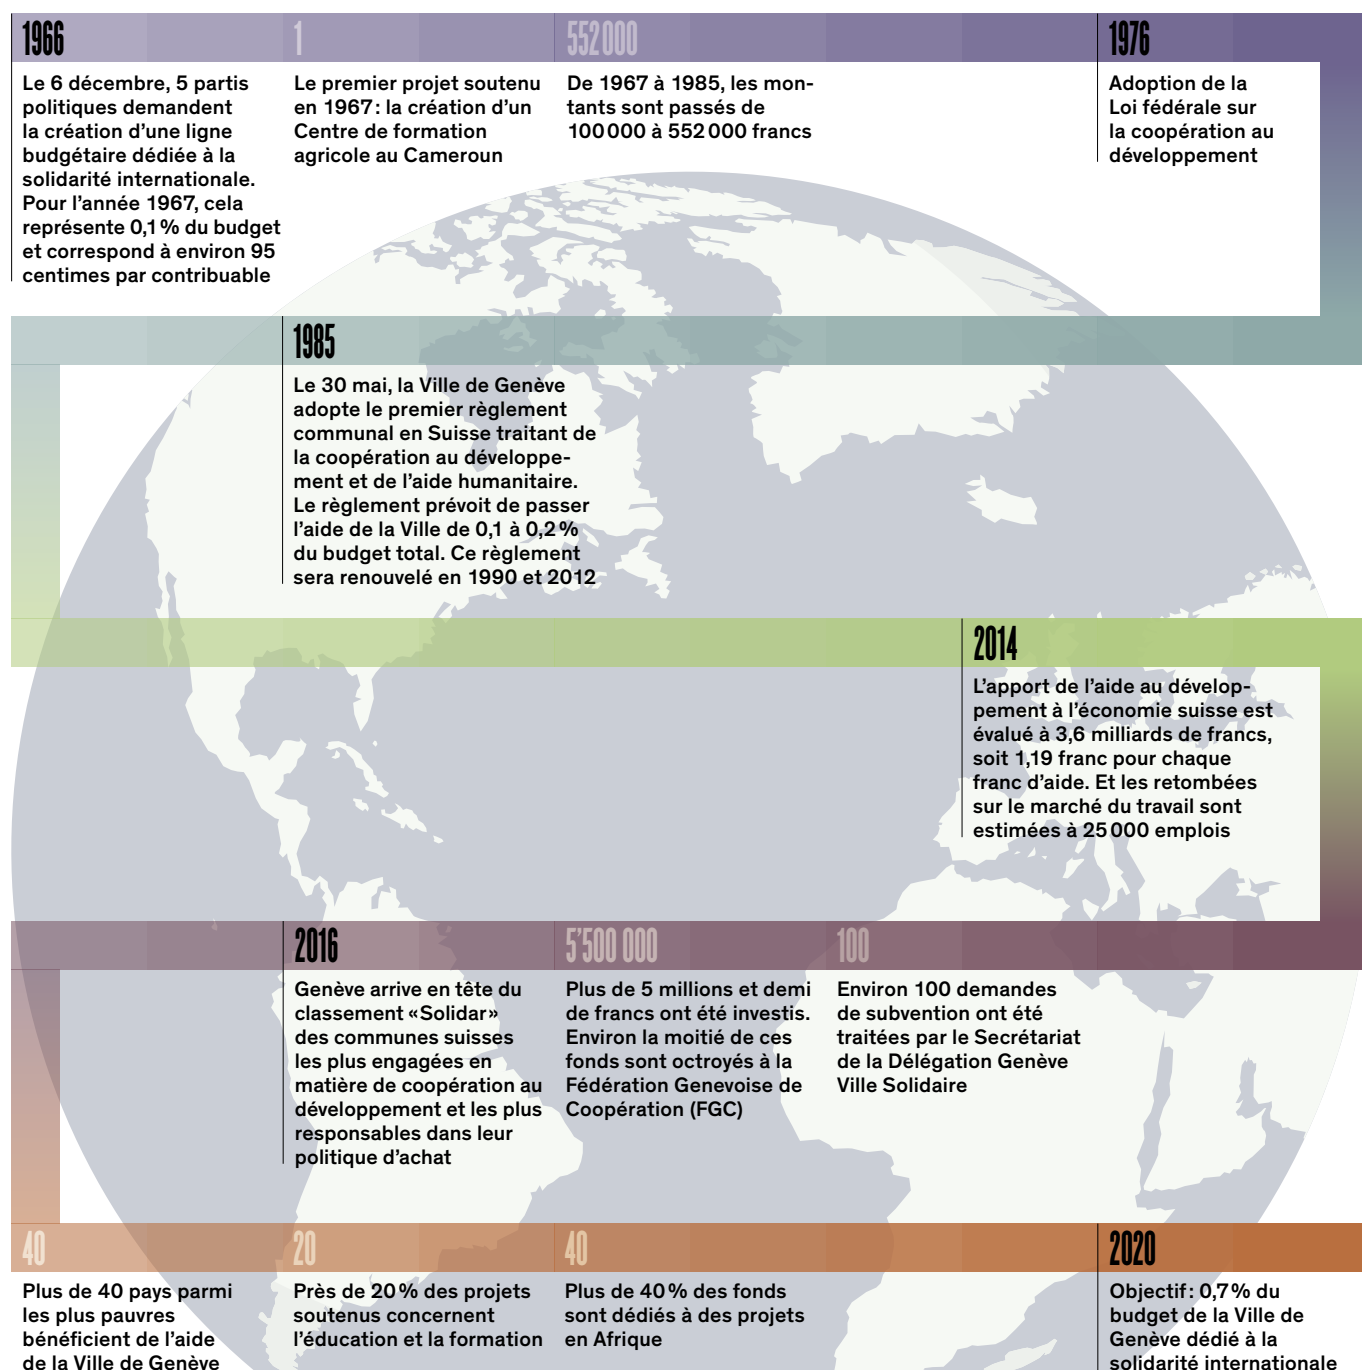 1966
Le 6 décembre, 5 partis
politiques demandent
la création d'une ligne
budgétaire dédiée à la
solidarité internationale.
Pour l'année 1967, cela
représente 0,1 % du budget
et correspond à environ 95
centimes par contribuable
1
Le premier projet soutenu
en 1967: la création d'un
Centre de formation
agricole au Cameroun
552 000
De 1967 à 1985, les mon-
tants sont passés de
100 000 à 552 000 francs
1976
Adoption de la
Loi fédérale sur
la coopération au
développement
1985
Le 30 mai, la Ville de Genève
adopte le premier règlement
communal en Suisse traitant de
la coopération au développe-
ment et de l'aide humanitaire.
Le règlement prévoit de passer
l'aide de la Ville de 0,1 à 0,2 %
du budget total. Ce règlement
sera renouvelé en 1990 et 2012
2014
L'apport de l'aide au dévelop-
pement à l'économie suisse est
évalué à 3,6 milliards de francs,
soit 1,19 franc pour chaque
franc d'aide. Et les retombées
sur le marché du travail sont
estimées à 25 000 emplois
2016
Genève arrive en tête du
classement «Solidar»
des communes suisses
les plus engagées en
matière de coopération au
développement et les plus
responsables dans leur
politique d'achat
5'500 000
Plus de 5 millions et demi
de francs ont été investis.
Environ la moitié de ces
fonds sont octroyés à la
Fédération Genevoise de
Coopération (FGC)
100
Environ 100 demandes
de subvention ont été
traitées par le Secrétariat
de la Délégation Genève
Ville Solidaire
40
Plus de 40 pays parmi
les plus pauvres
bénéficient de l'aide
de la Ville de Genève
20
Près de 20 % des projets
soutenus concernent
l'éducation et la formation
40
Plus de 40 % des fonds
sont dédiés à des projets
en Afrique
2020
Objectif: 0,7 % du
budget de la Ville de
Genève dédié à la
solidarité internationale